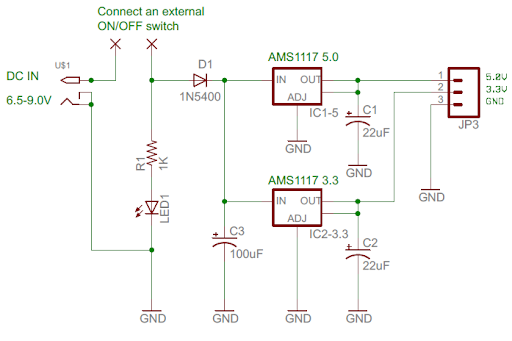 Connect an external
ON/OFF switch
U$1
DC IN
6.5-9.0V
D1
1N5400
AMS1117 5.0
IN OUT
ADJ
IC1-5
GND
C1
22uF
GND
1
2
3
JP3
5.0V
3.3V
GND
GND
R1
1K
LED1
AMS1117 3.3
IN OUT
ADJ
IC2-3.3
C3
100uF
C2
22uF
GND
GND
GND
GND